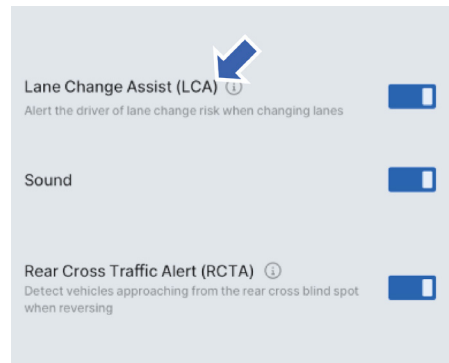 Lane Change Assist (LCA)
Alert the driver of lane change risk when changing lanes
Sound
Rear Cross Traffic Alert (RCTA)
Detect vehicles approaching from the rear cross blind spot
when reversing